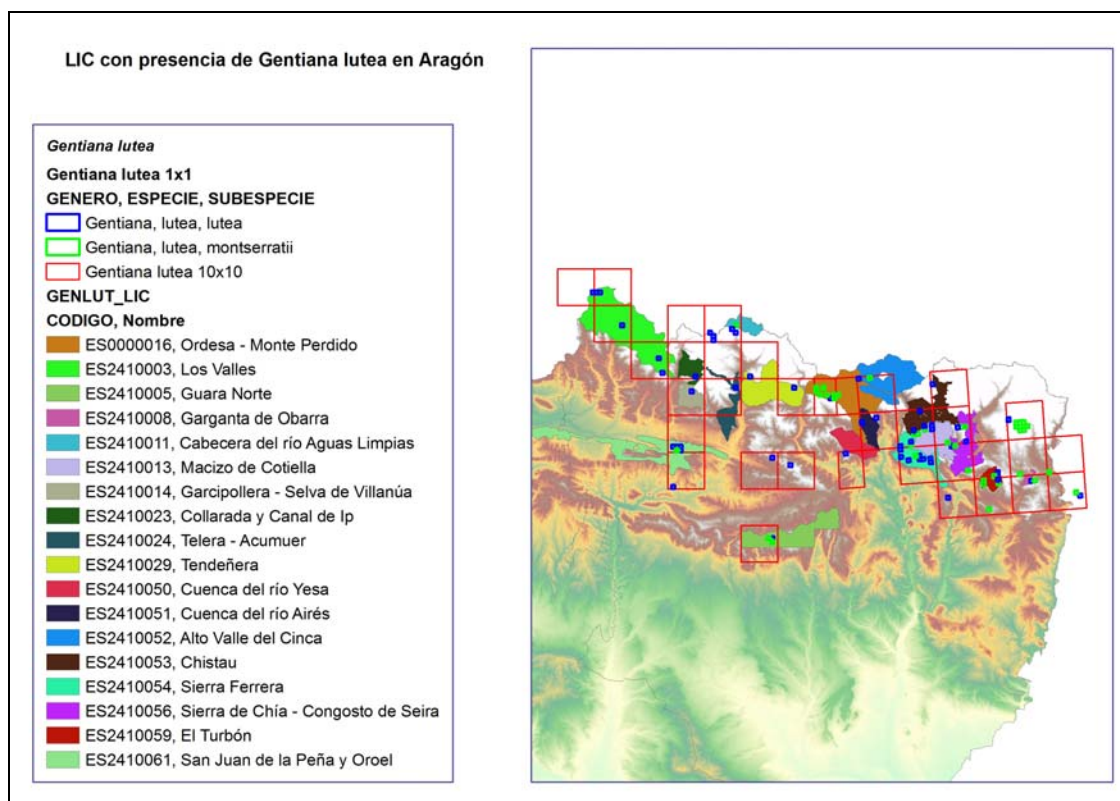 LIC con presencia de Gentiana lutea en Aragón
Gentiana lutea
Gentiana lutea 1x1
GENERO, ESPECIE, SUBESPECIE
Gentiana, lutea, lutea
Gentiana, lutea, montserratii
Gentiana lutea 10x10
GENLUT_LIC
CODIGO, Nombre
ES0000016, Ordesa - Monte Perdido
ES2410003, Los Valles
ES2410005, Guara Norte
ES2410008, Garganta de Obarra
ES2410011, Cabecera del río Aguas Limpias
ES2410013, Macizo de Cotiella
ES2410014, Garcipollera - Selva de Villanúa
ES2410023, Collarada y Canal de Ip
ES2410024, Telera - Acumuer
ES2410029, Tendeñera
ES2410050, Cuenca del río Yesa
ES2410051, Cuenca del río Airés
ES2410052, Alto Valle del Cinca
ES2410053, Chistau
ES2410054, Sierra Ferrera
ES2410056, Sierra de Chía - Congosto de Seira
ES2410059, El Turbón
ES2410061, San Juan de la Peña y Oroel